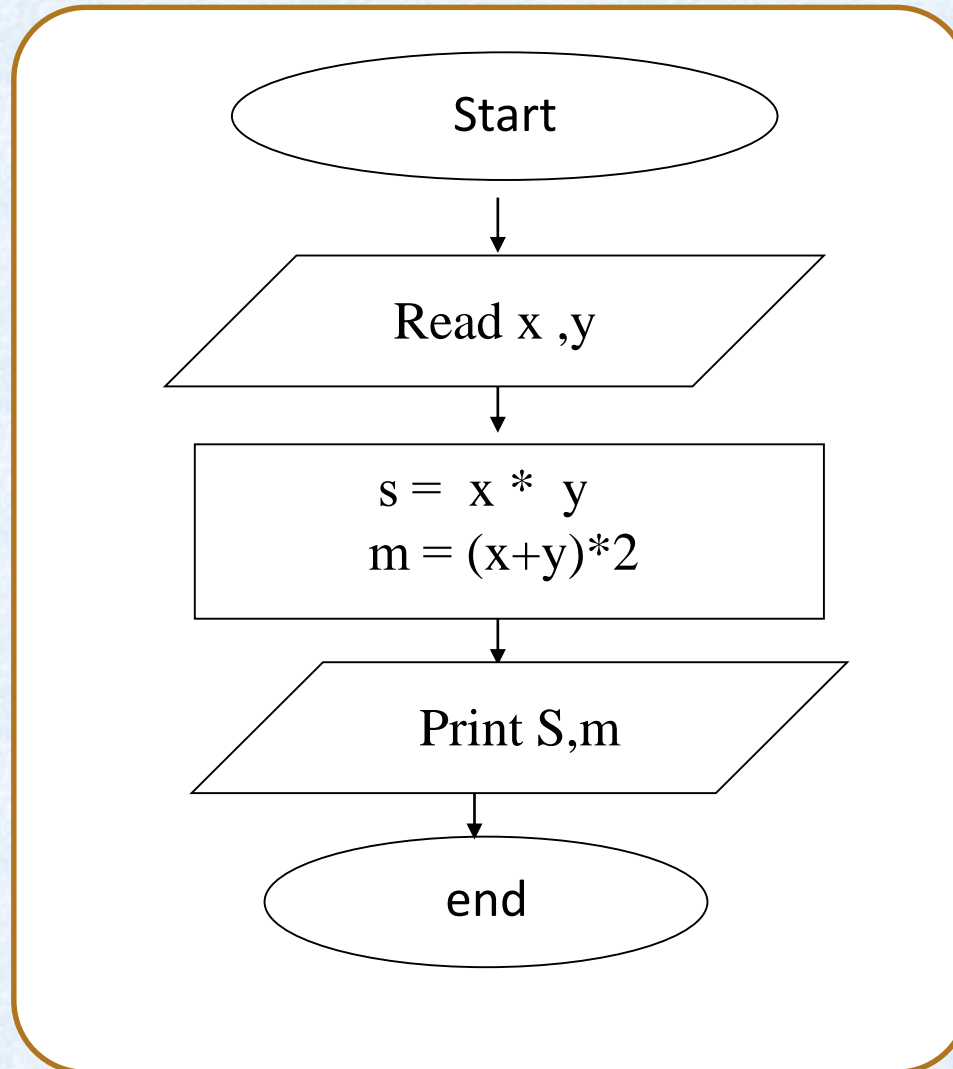 Start
Read x ,y
s = x * y
m = (x+y)*2
Print S,m
end